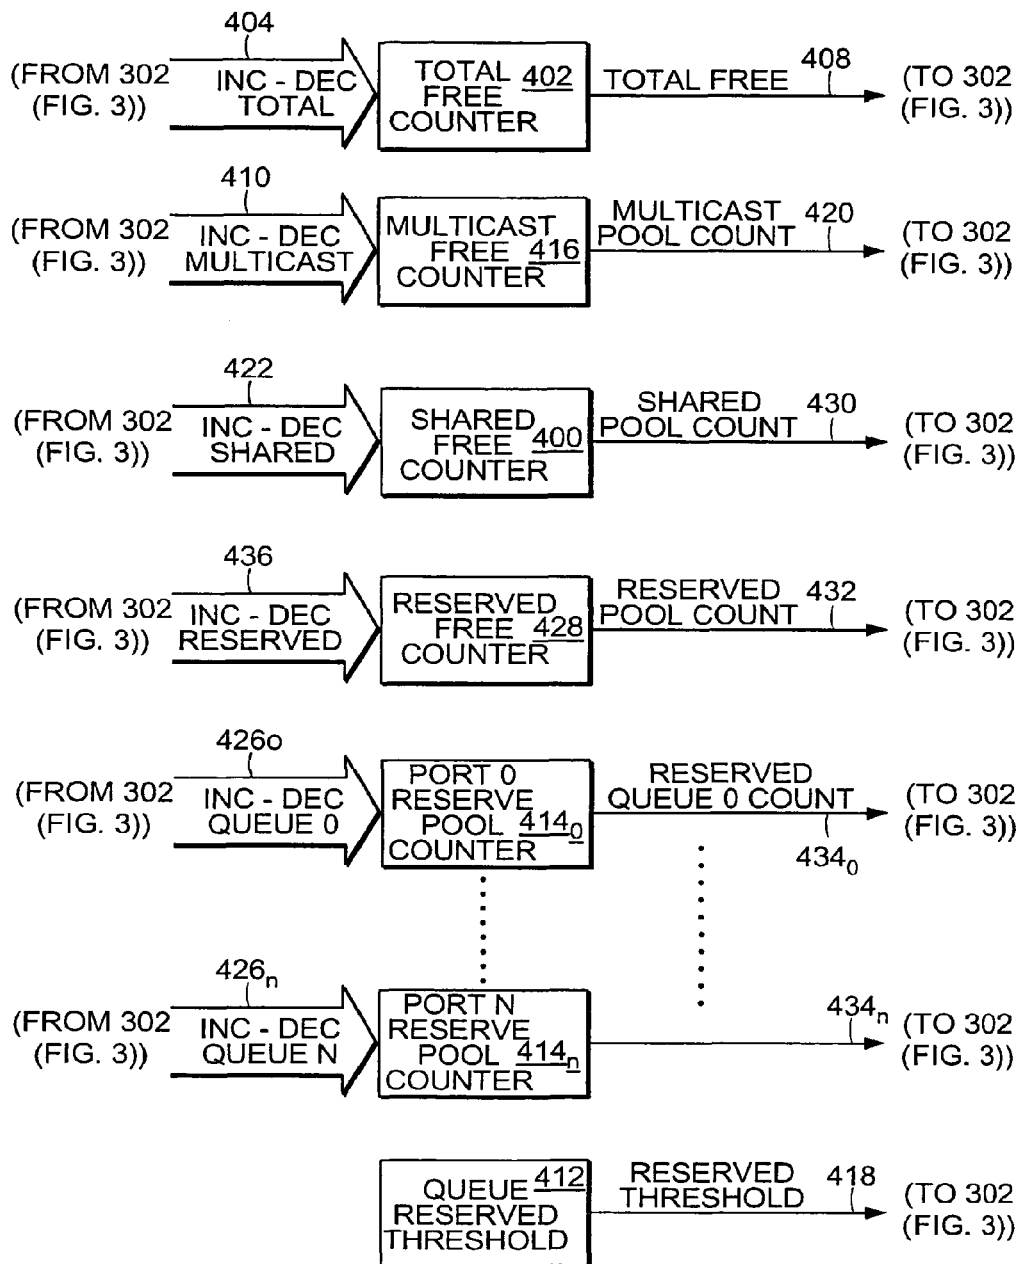 404
(FROM 302
(FIG. 3))
INC - DEC
TOTAL
TOTAL 402
FREE
COUNTER
TOTAL FREE
408
(TO 302
(FIG. 3))
410
(FROM 302
(FIG. 3))
INC - DEC
MULTICAST
MULTICAST
FREE 416
COUNTER
MULTICAST
POOL COUNT
420
(TO 302
(FIG. 3))
422
(FROM 302
(FIG. 3))
INC - DEC
SHARED
SHARED
FREE 400
COUNTER
SHARED
POOL COUNT
430
(TO 302
(FIG. 3))
436
(FROM 302
(FIG. 3))
INC - DEC
RESERVED
RESERVED
FREE 428
COUNTER
RESERVED
POOL COUNT
432
(TO 302
(FIG. 3))
426o
(FROM 302
(FIG. 3))
INC - DEC
QUEUE 0
PORT 0
RESERVE
POOL 414₀
COUNTER
RESERVED
QUEUE 0 COUNT
434₀
(TO 302
(FIG. 3))
426ₙ
(FROM 302
(FIG. 3))
INC - DEC
QUEUE N
PORT N
RESERVE
POOL 414ₙ
COUNTER
434ₙ
(TO 302
(FIG. 3))
QUEUE 412
RESERVED
THRESHOLD
RESERVED
THRESHOLD
418
(TO 302
(FIG. 3))